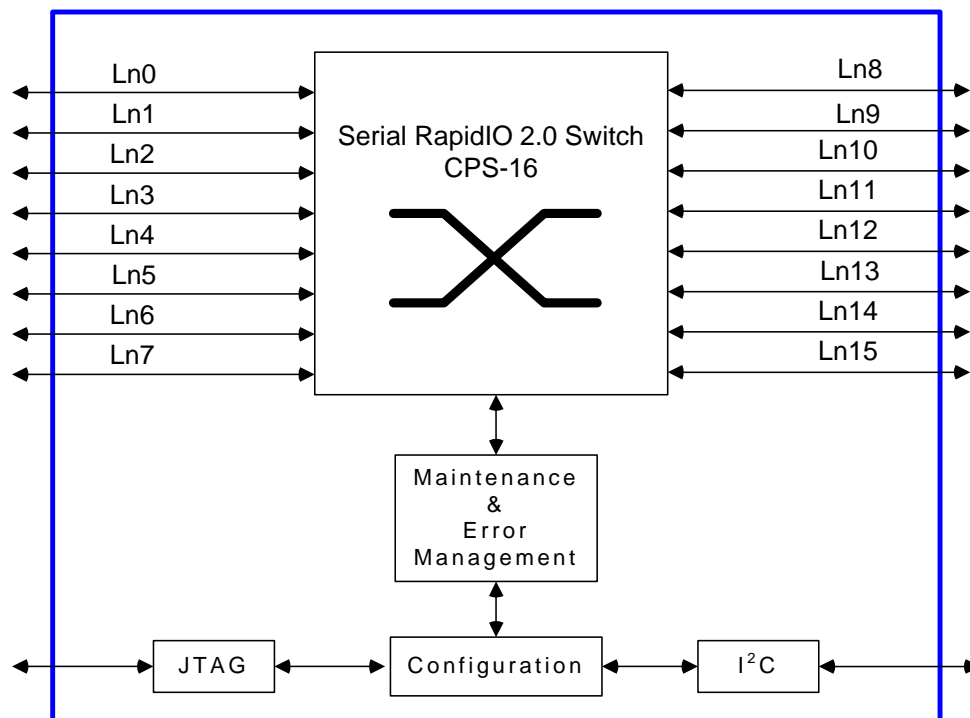 Ln0
Ln1
Ln2
Ln3
Ln4
Ln5
Ln6
Ln7
Serial RapidIO 2.0 Switch
CPS-16
Ln8
Ln9
Ln10
Ln11
Ln12
Ln13
Ln14
Ln15
Maintenance
&
Error
Management
JTAG
Configuration
I²C